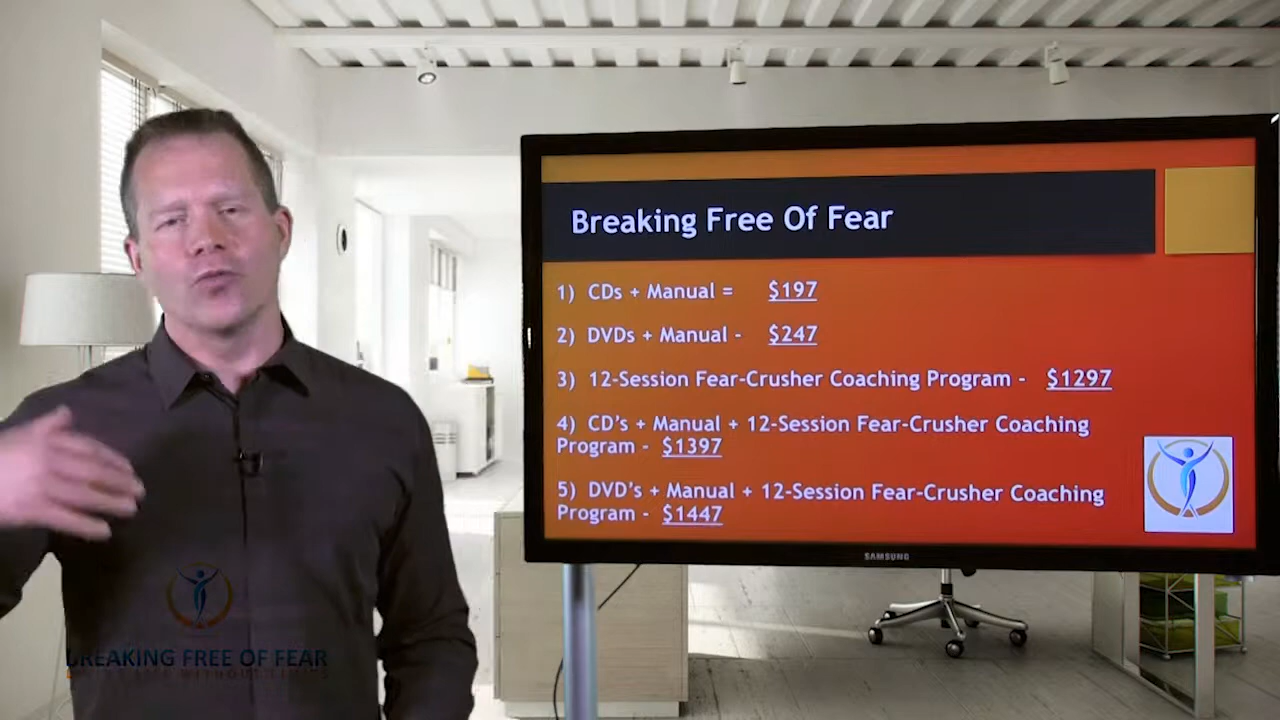 Breaking Free Of Fear
1) CDs + Manual = $197
2) DVDs + Manual - $247
3) 12-Session Fear-Crusher Coaching Program - $1297
4) CD's + Manual + 12-Session Fear-Crusher Coaching
Program - $1397
5) DVD's + Manual + 12-Session Fear-Crusher Coaching
Program - $1447
SAMSUNG
BREAKING FREE OF FEAR
WITHOUT LIMITS